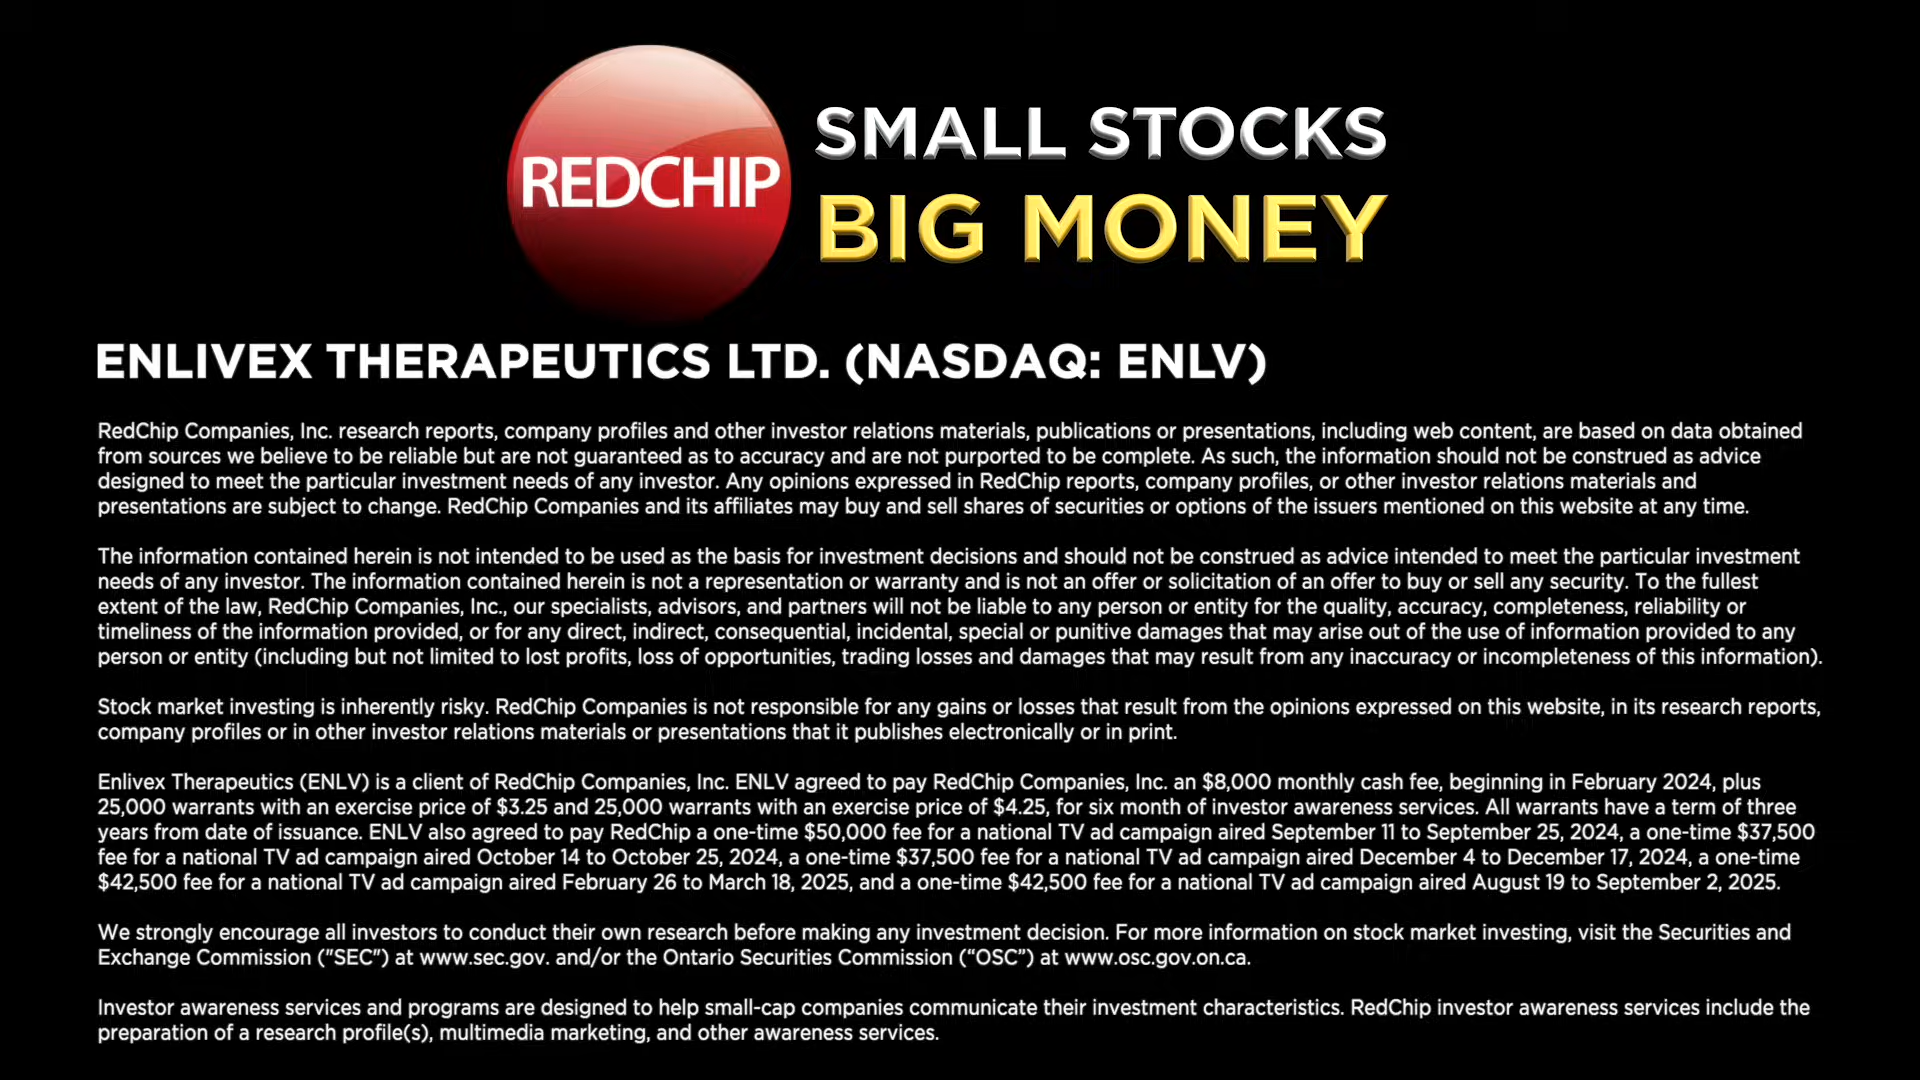 REDCHIP
SMALL STOCKS
BIG MONEY
ENLIVEX THERAPEUTICS LTD. (NASDAQ: ENLV)
RedChip Companies, Inc. research reports, company profiles and other investor relations materials, publications or presentations, including web content, are based on data obtained
from sources we believe to be reliable but are not guaranteed as to accuracy and are not purported to be complete. As such, the information should not be construed as advice
designed to meet the particular investment needs of any investor. Any opinions expressed in RedChip reports, company profiles, or other investor relations materials and
presentations are subject to change. RedChip Companies and its affiliates may buy and sell shares of securities or options of the issuers mentioned on this website at any time.
The information contained herein is not intended to be used as the basis for investment decisions and should not be construed as advice intended to meet the particular investment
needs of any investor. The information contained herein is not a representation or warranty and is not an offer or solicitation of an offer to buy or sell any security. To the fullest
extent of the law, RedChip Companies, Inc., our specialists, advisors, and partners will not be liable to any person or entity for the quality, accuracy, completeness, reliability or
timeliness of the information provided, or for any direct, indirect, consequential, incidental, special or punitive damages that may arise out of the use of information provided to any
person or entity (including but not limited to lost profits, loss of opportunities, trading losses and damages that may result from any inaccuracy or incompleteness of this information).
Stock market investing is inherently risky. RedChip Companies is not responsible for any gains or losses that result from the opinions expressed on this website, in its research reports,
company profiles or in other investor relations materials or presentations that it publishes electronically or in print.
Enlivex Therapeutics (ENLV) is a client of RedChip Companies, Inc. ENLV agreed to pay RedChip Companies, Inc. an $8,000 monthly cash fee, beginning in February 2024, plus
25,000 warrants with an exercise price of $3.25 and 25,000 warrants with an exercise price of $4.25, for six month of investor awareness services. All warrants have a term of three
years from date of issuance. ENLV also agreed to pay RedChip a one-time $50,000 fee for a national TV ad campaign aired September 11 to September 25, 2024, a one-time $37,500
fee for a national TV ad campaign aired October 14 to October 25, 2024, a one-time $37,500 fee for a national TV ad campaign aired December 4 to December 17, 2024, a one-time
$42,500 fee for a national TV ad campaign aired February 26 to March 18, 2025, and a one-time $42,500 fee for a national TV ad campaign aired August 19 to September 2, 2025.
We strongly encourage all investors to conduct their own research before making any investment decision. For more information on stock market investing, visit the Securities and
Exchange Commission ("SEC") at www.sec.gov. and/or the Ontario Securities Commission (“OSC”) at www.osc.gov.on.ca.
Investor awareness services and programs are designed to help small-cap companies communicate their investment characteristics. RedChip investor awareness services include the
preparation of a research profile(s), multimedia marketing, and other awareness services.